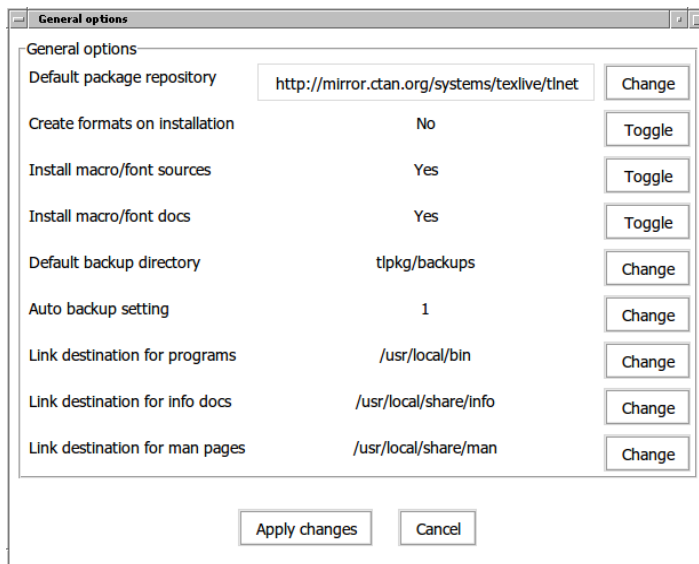 General options
General options
Default package repository http://mirror.ctan.org/systems/texlive/tlnet Change
Create formats on installation No Toggle
Install macro/font sources Yes Toggle
Install macro/font docs Yes Toggle
Default backup directory tlpkg/backups Change
Auto backup setting 1 Change
Link destination for programs /usr/local/bin Change
Link destination for info docs /usr/local/share/info Change
Link destination for man pages /usr/local/share/man Change
Apply changes Cancel